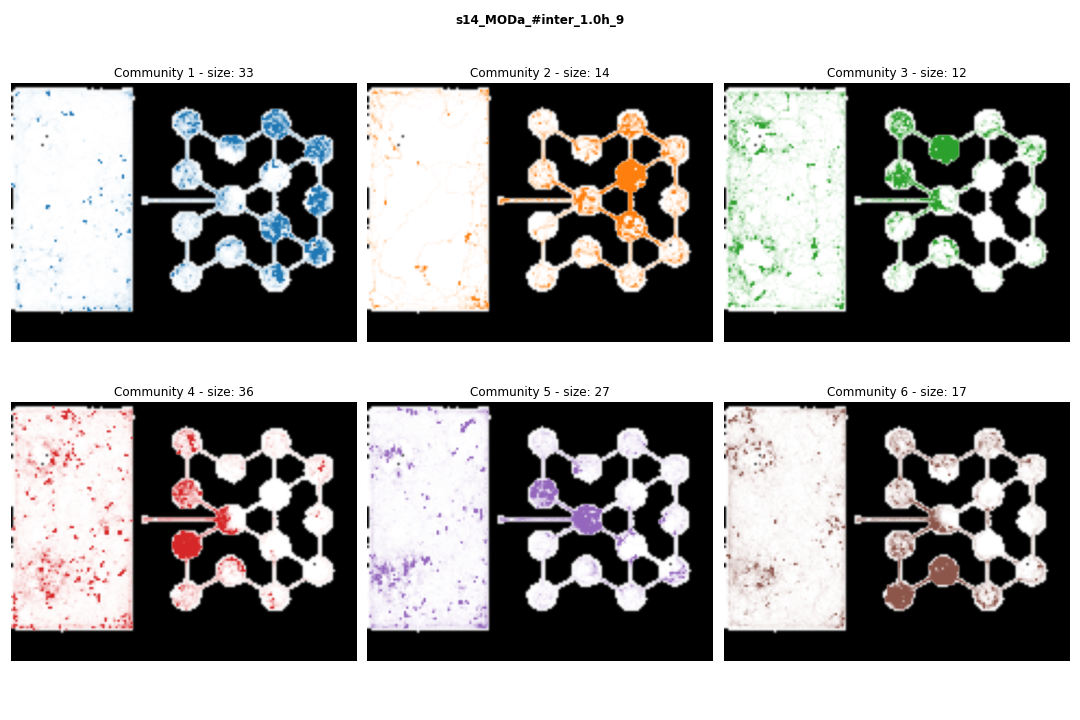 s14_MODa_#inter_1.0h_9
Community 1 - size: 33
Community 2 - size: 14
Community 3 - size: 12
Community 4 - size: 36
Community 5 - size: 27
Community 6 - size: 17